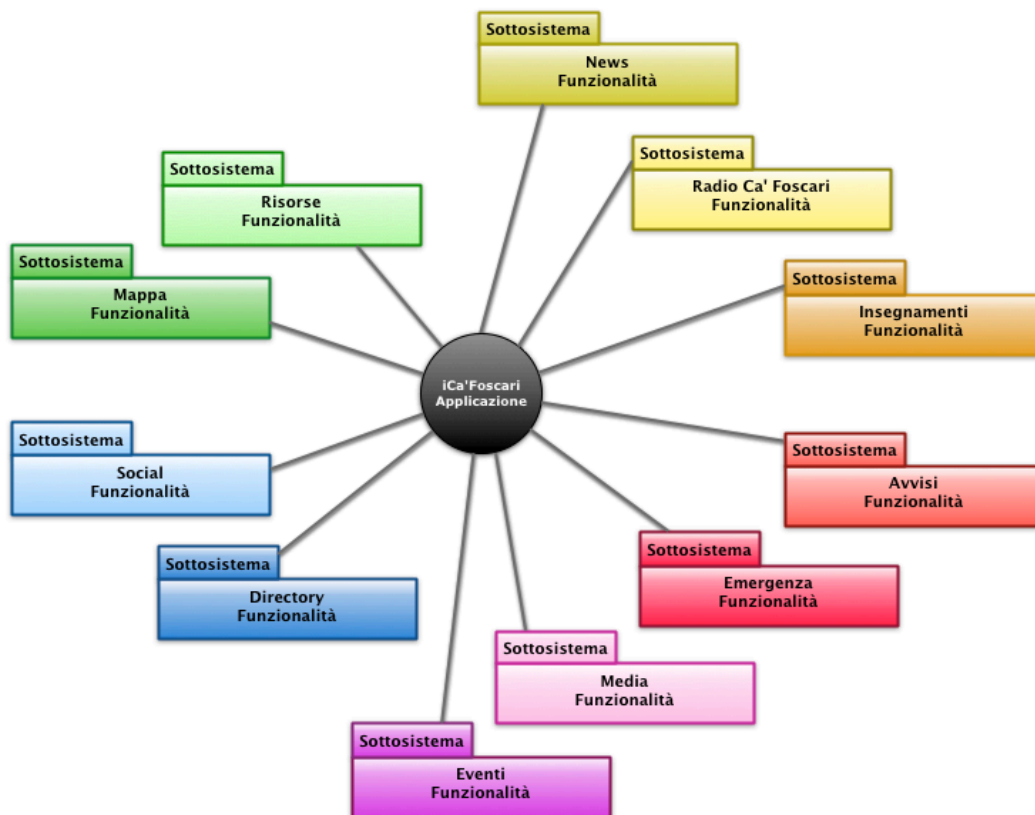 Sottosistema
News
Funzionalità
Sottosistema
Radio Ca' Foscari
Funzionalità
Sottosistema
Risorse
Funzionalità
Sottosistema
Mappa
Funzionalità
Sottosistema
Insegnamenti
Funzionalità
iCa'Foscari
Applicazione
Sottosistema
Social
Funzionalità
Sottosistema
Avvisi
Funzionalità
Sottosistema
Directory
Funzionalità
Sottosistema
Emergenza
Funzionalità
Sottosistema
Media
Funzionalità
Sottosistema
Eventi
Funzionalità